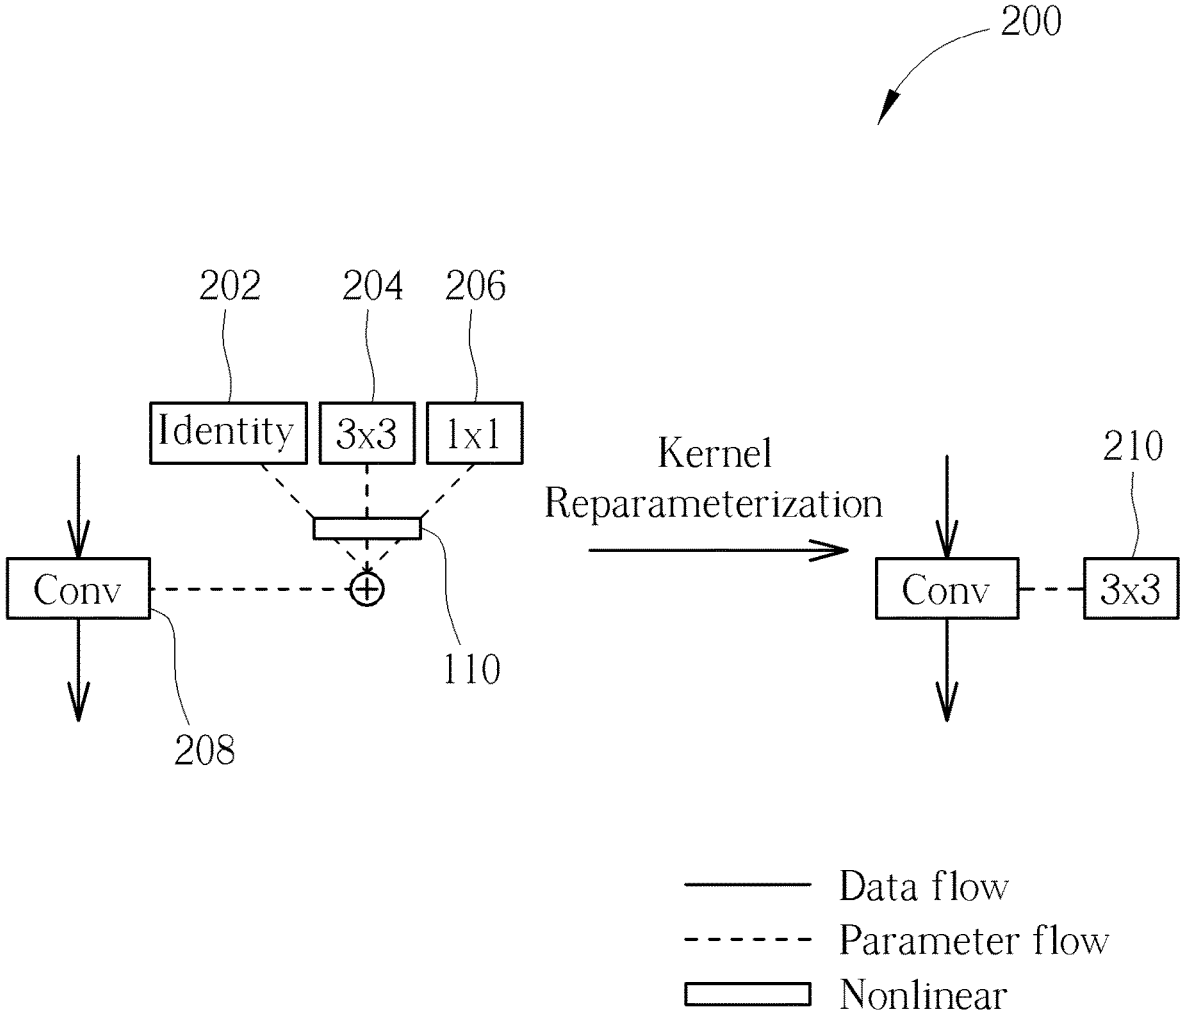 200
202 204 206
Identity 3x3 1x1
Kernel
Reparameterization
210
Conv
110
208
Conv 3x3
Data flow
Parameter flow
Nonlinear